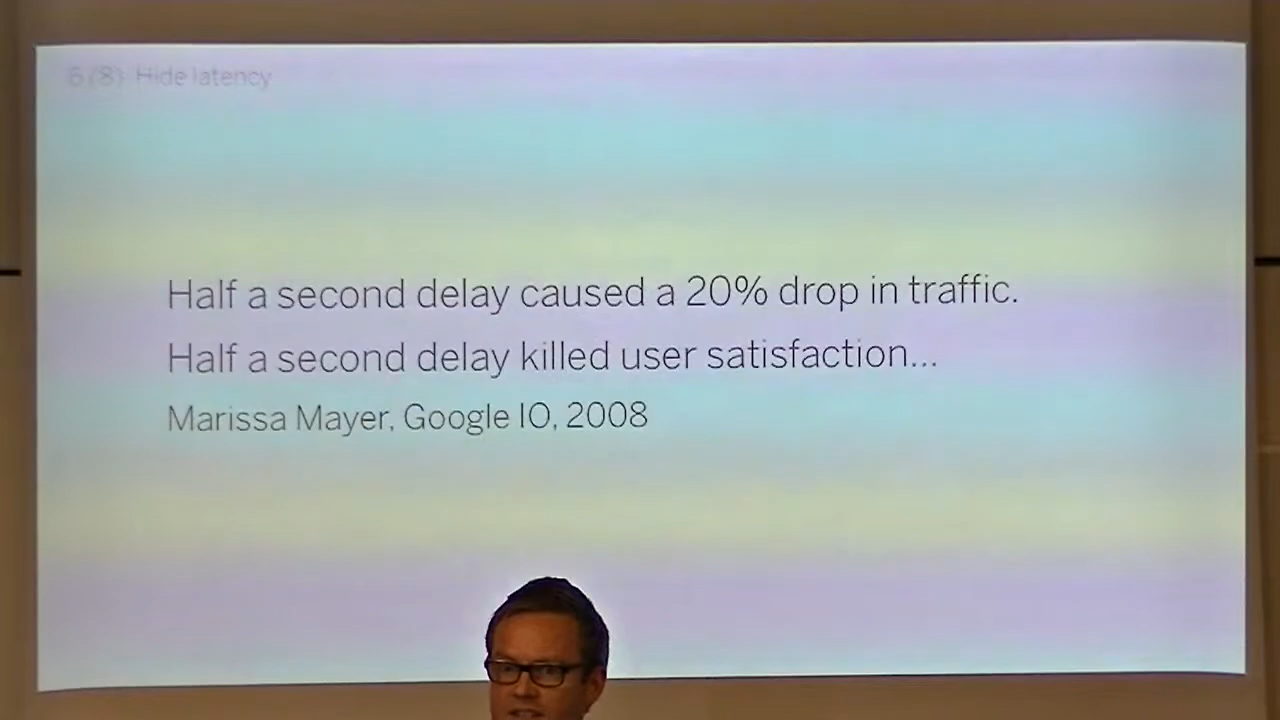 6 (8) Hide latency
Half a second delay caused a 20% drop in traffic.
Half a second delay killed user satisfaction...
Marissa Mayer, Google IO, 2008